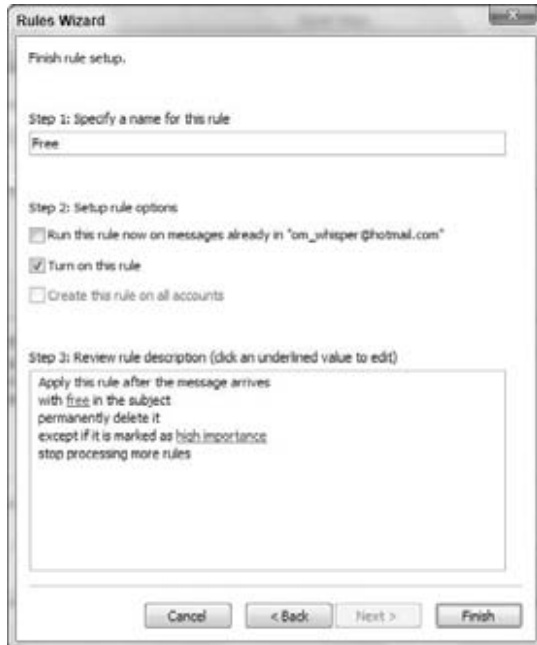 Rules Wizard
Finish rule setup.
Step 1: Specify a name for this rule
Free
Step 2: Setup rule options
Run this rule now on messages already in "om_whisper@hotmail.com"
Turn on this rule
Create this rule on all accounts
Step 3: Review rule description (click an underlined value to edit)
Apply this rule after the message arrives
with free in the subject
permanently delete it
except if it is marked as high importance
stop processing more rules
Cancel
< Back
Next >
Finish